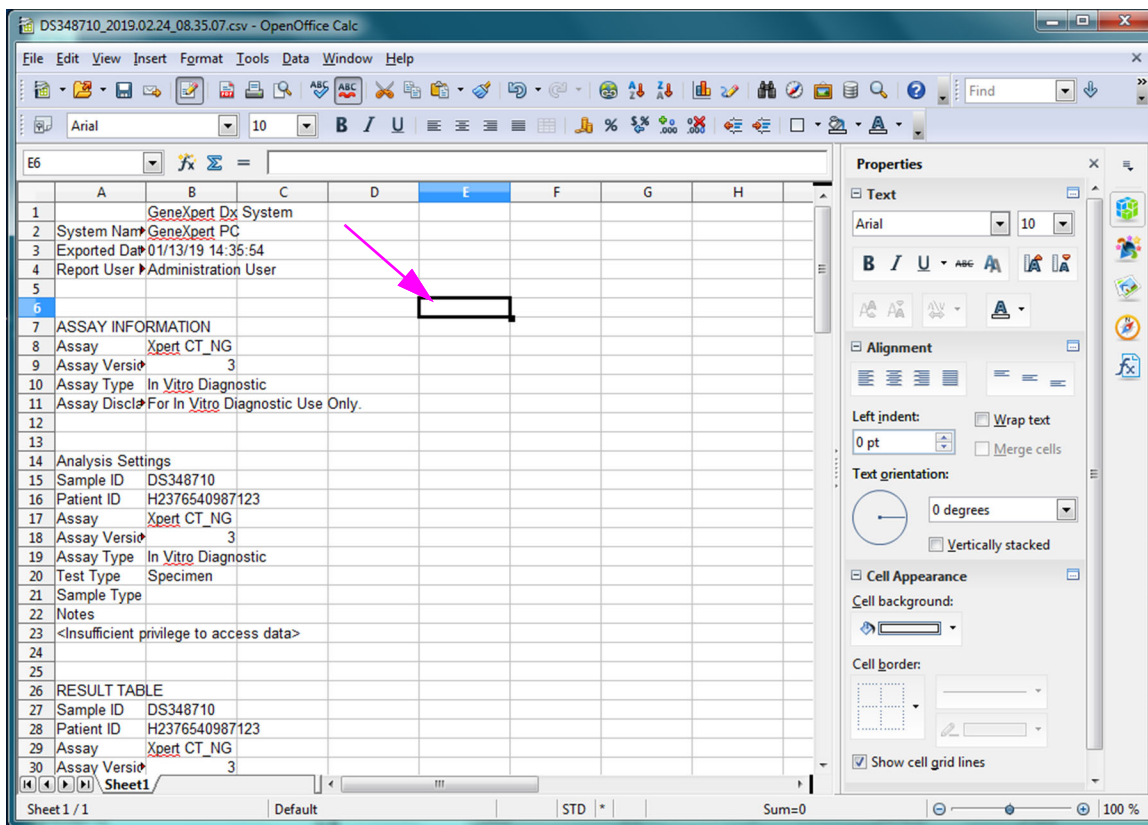 DS348710_2019.02.24_08.35.07.csv - OpenOffice Calc
File Edit View Insert Format Tools Data Window Help
Find
Arial 10
E6
A B C D E F G H
1 GeneXpert Dx System
2 System Nam GeneXpert PC
3 Exported Dat 01/13/19 14:35:54
4 Report User Administration User
5
6
7 ASSAY INFORMATION
8 Assay Xpert CT_NG
9 Assay Versio 3
10 Assay Type In Vitro Diagnostic
11 Assay Discla For In Vitro Diagnostic Use Only.
12
13
14 Analysis Settings
15 Sample ID DS348710
16 Patient ID H2376540987123
17 Assay Xpert CT_NG
18 Assay Versio 3
19 Assay Type In Vitro Diagnostic
20 Test Type Specimen
21 Sample Type
22 Notes
23 <Insufficient privilege to access data>
24
25
26 RESULT TABLE
27 Sample ID DS348710
28 Patient ID H2376540987123
29 Assay Xpert CT_NG
30 Assay Versio 3
Sheet1
Properties
Text
Arial 10
Alignment
Left indent:
Wrap text
0 pt
Merge cells
Text orientation:
0 degrees
Vertically stacked
Cell Appearance
Cell background:
Cell border:
Show cell grid lines
Sheet 1 / 1 Default STD * Sum=0 100 %